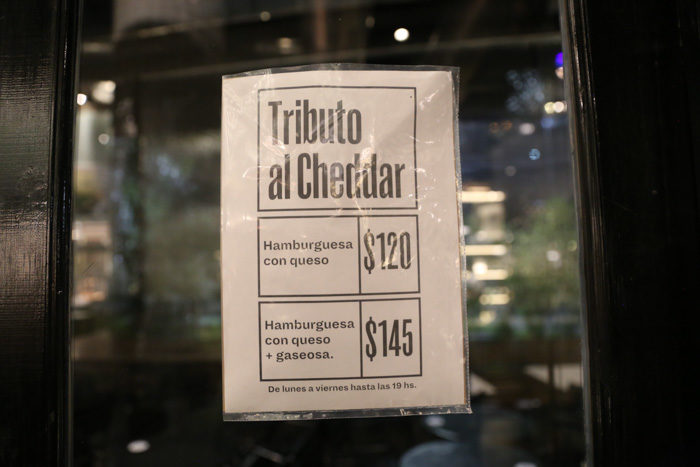 Tributo
al Cheddar
Hamburguesa
con queso
$120
Hamburguesa
con queso
+ gaseosa.
$145
De lunes a viernes hasta las 19 hs.